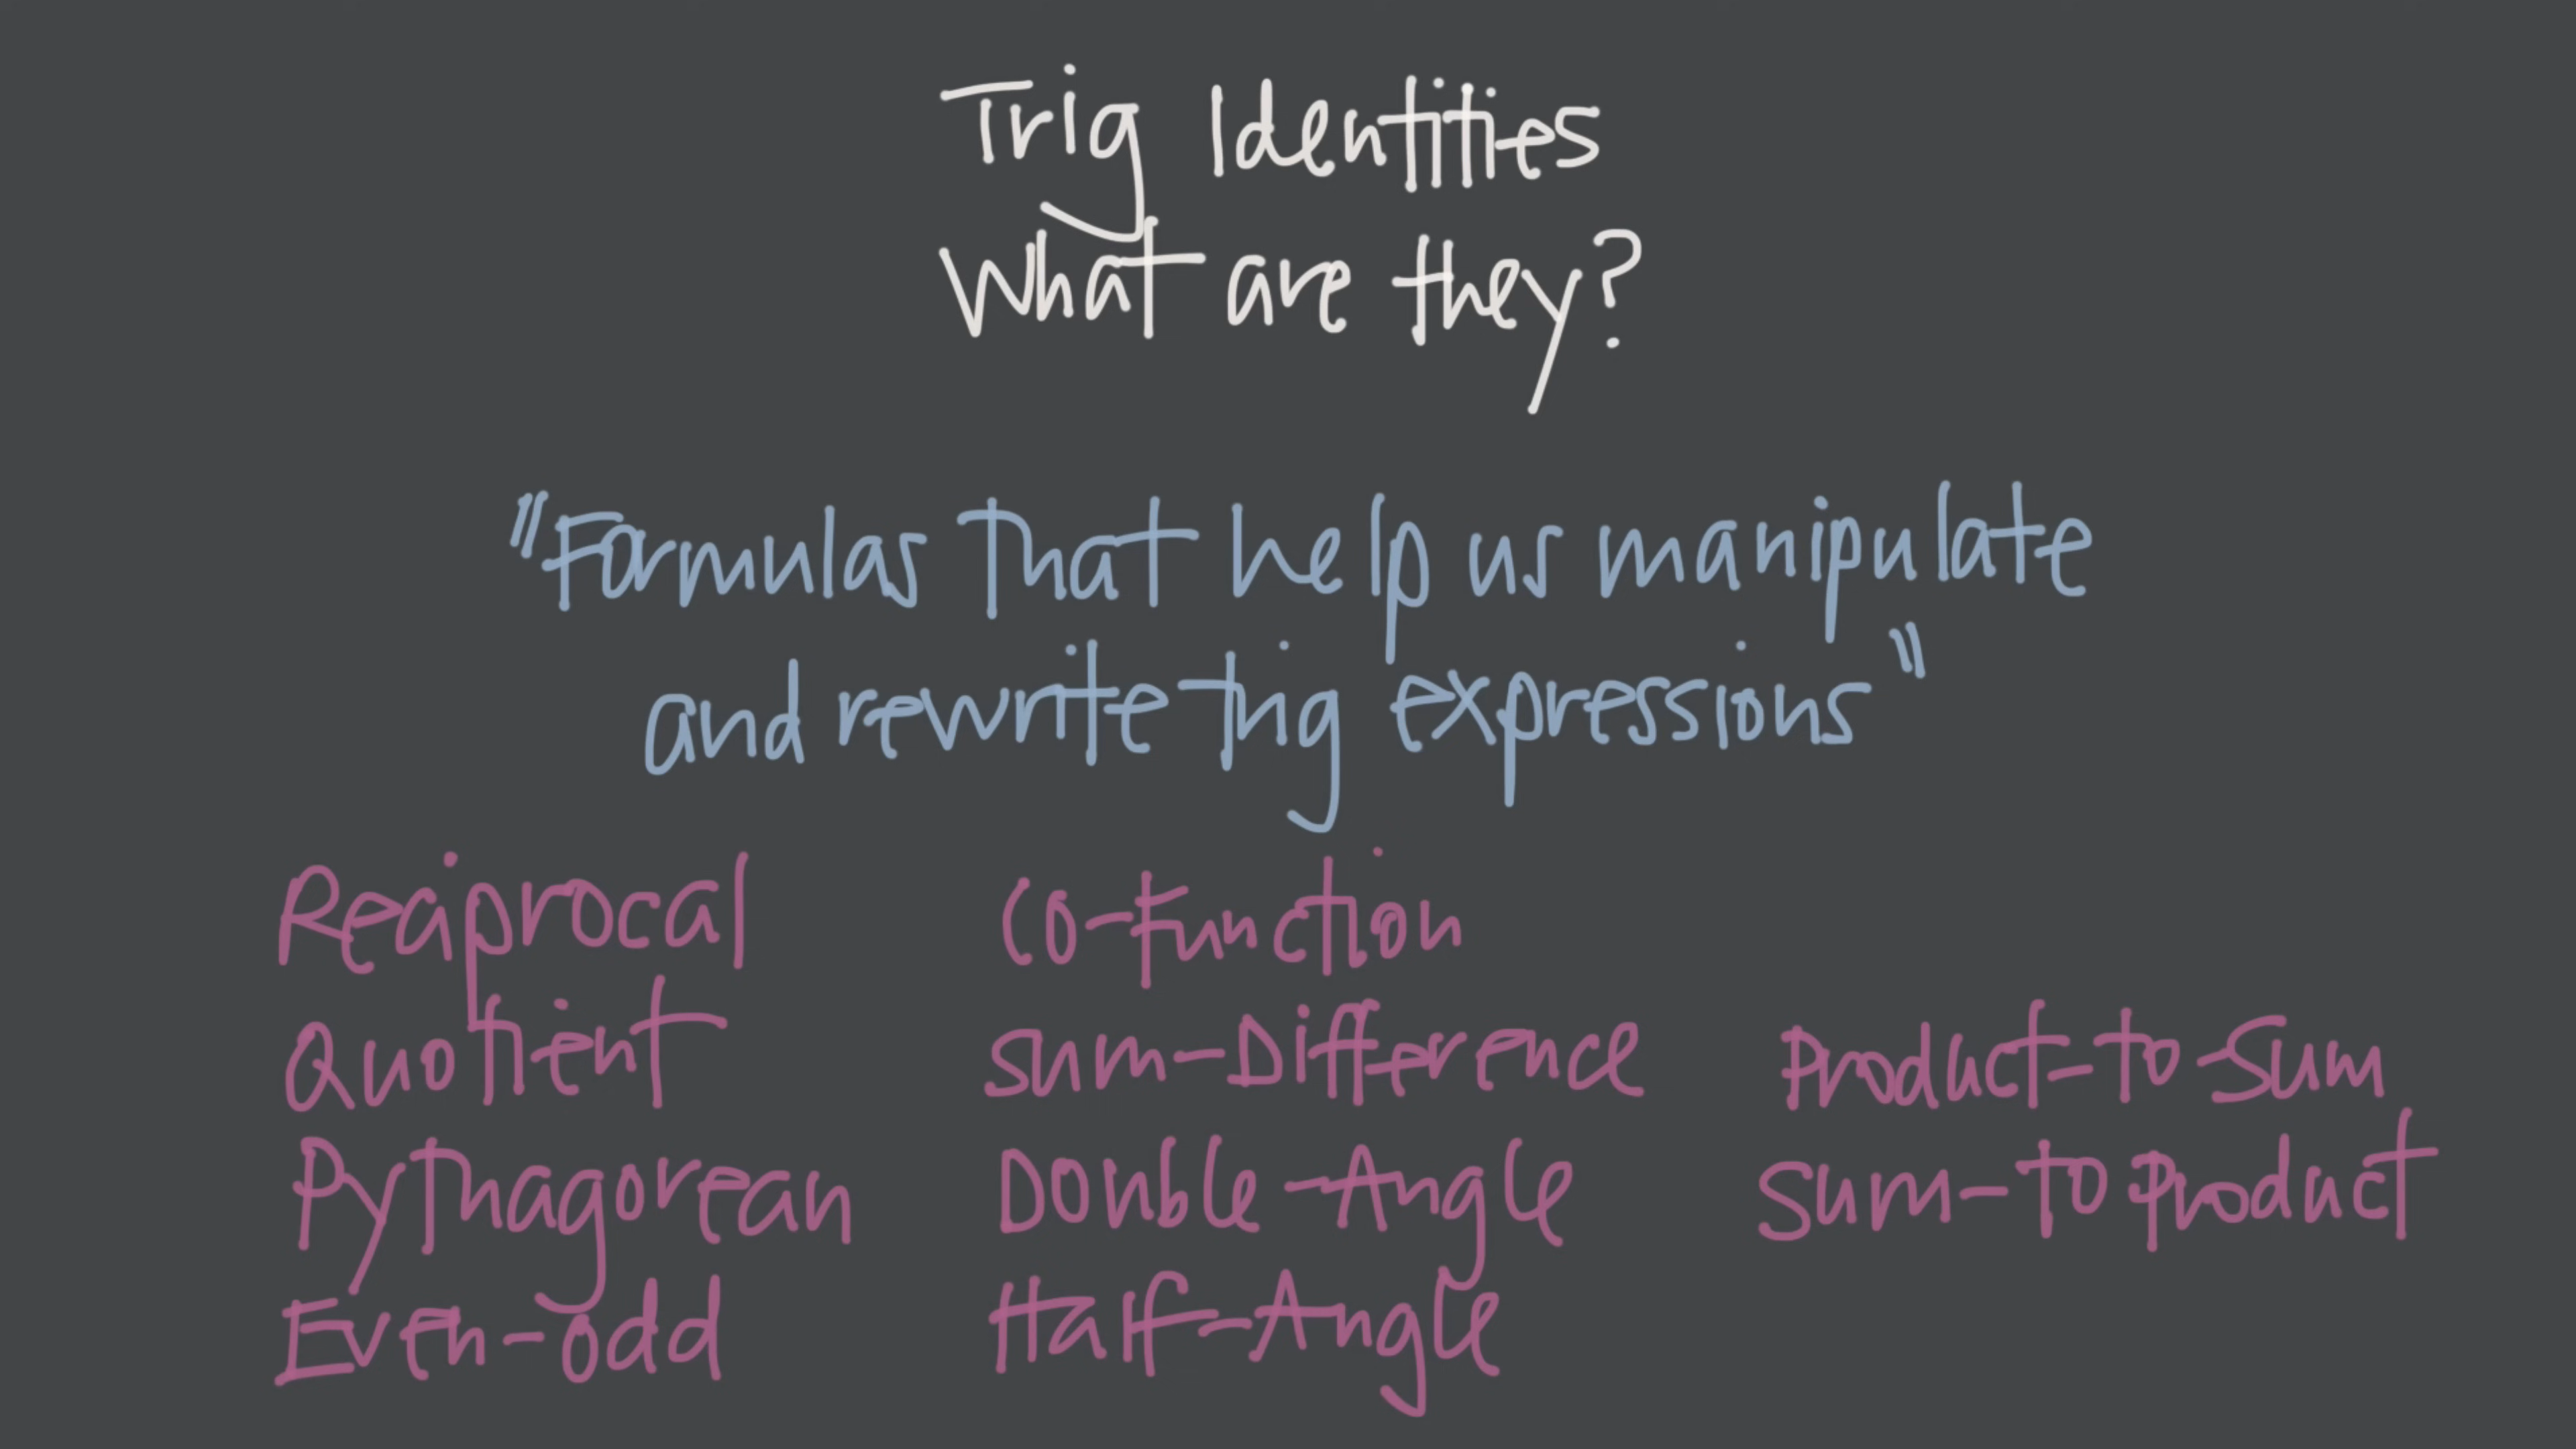 Trig Identities
What are they?
"Formulas that help us manipulate
and rewrite trig expressions"
Reciprocal
Quotient
Pythagorean
Even-odd
Co-function
Sum-Difference
Double-Angle
Half-Angle
Product-to-Sum
Sum-to Product